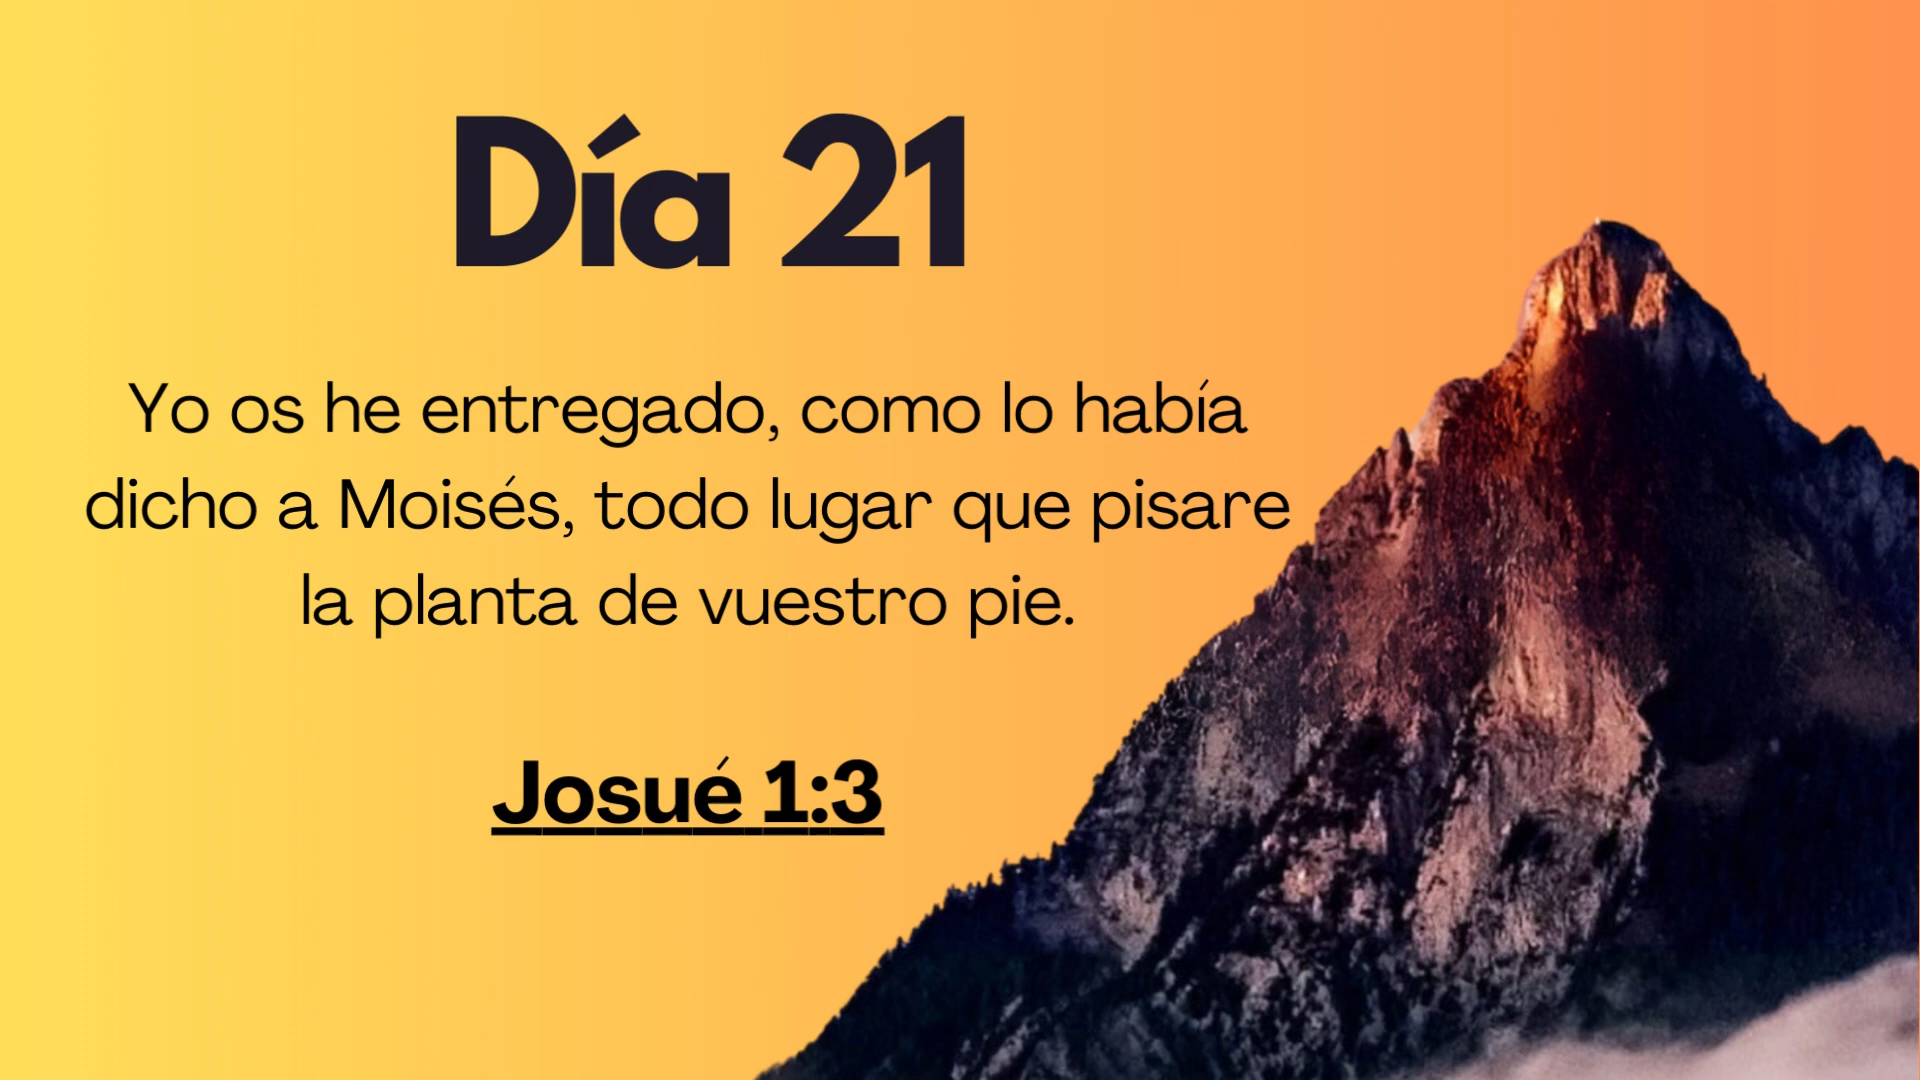 Día 21
Yo os he entregado, como lo había
dicho a Moisés, todo lugar que pisare
la planta de vuestro pie.
Josué 1:3